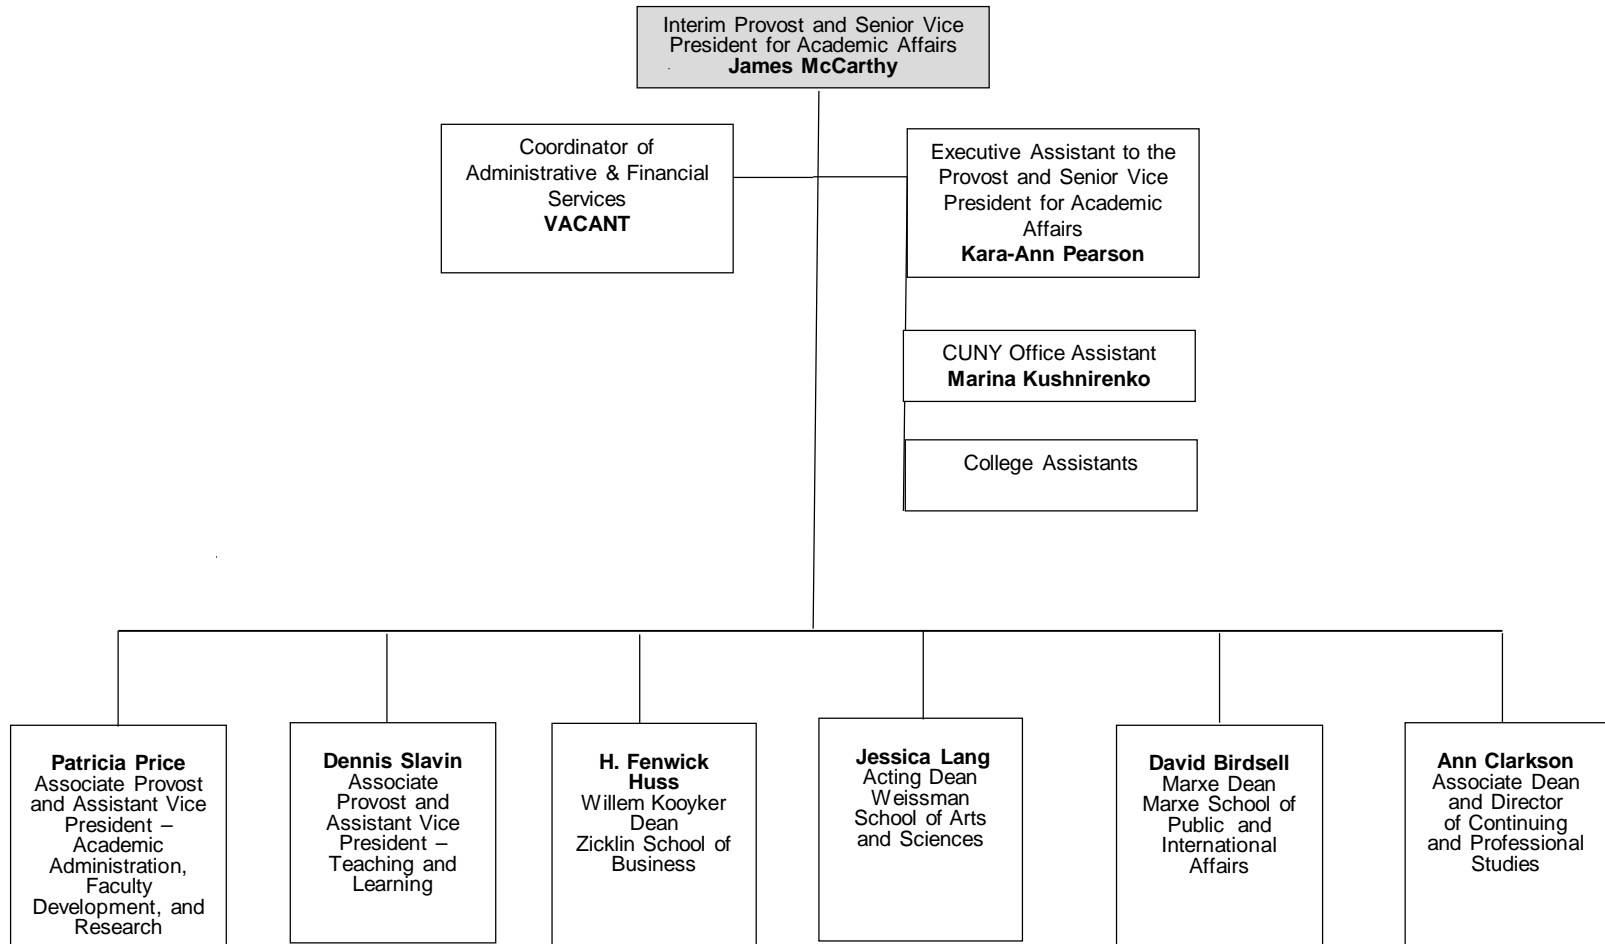 Interim Provost and Senior Vice
President for Academic Affairs
James McCarthy
Coordinator of
Administrative & Financial
Services
VACANT
Executive Assistant to the
Provost and Senior Vice
President for Academic
Affairs
Kara-Ann Pearson
CUNY Office Assistant
Marina Kushnirenko
College Assistants
Patricia Price
Associate Provost
and Assistant Vice
President –
Academic
Administration,
Faculty
Development, and
Research
Dennis Slavin
Associate
Provost and
Assistant Vice
President –
Teaching and
Learning
H. Fenwick
Huss
Willem Kooyker
Dean
Zicklin School of
Business
Jessica Lang
Acting Dean
Weissman
School of Arts
and Sciences
David Birdsell
Marxe Dean
Marxe School of
Public and
International
Affairs
Ann Clarkson
Associate Dean
and Director
of Continuing
and Professional
Studies